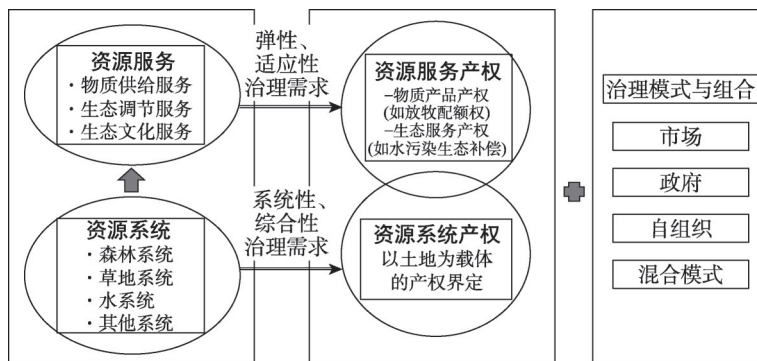 资源服务
·物质供给服务
·生态调节服务
·生态文化服务
弹性、
适应性
治理需求
资源服务产权
–物质产品产权
(如放牧配额权)
–生态服务产权
(如水污染生态补偿)
资源系统
·森林系统
·草地系统
·水系统
·其他系统
系统性、
综合性
治理需求
资源系统产权
以土地为载体
的产权界定
治理模式与组合
市场
政府
自组织
混合模式